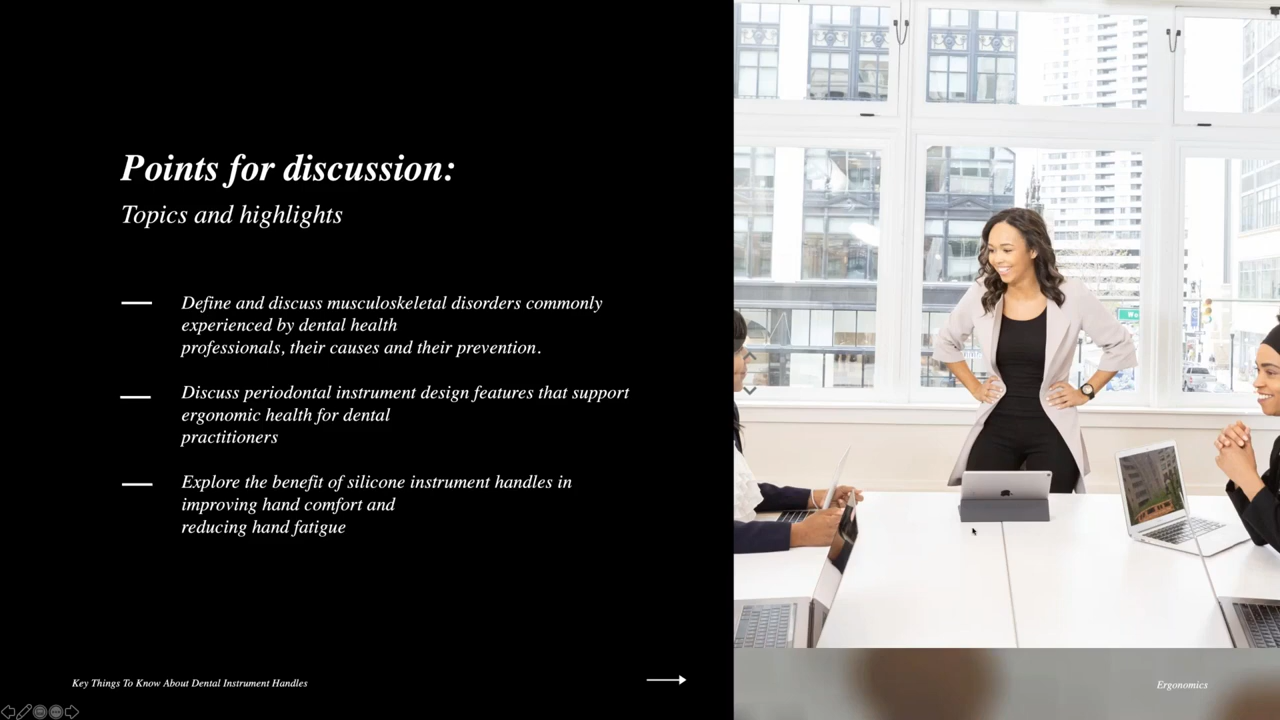 Points for discussion:
Topics and highlights
Define and discuss musculoskeletal disorders commonly
experienced by dental health
professionals, their causes and their prevention.
Discuss periodontal instrument design features that support
ergonomic health for dental
practitioners
Explore the benefit of silicone instrument handles in
improving hand comfort and
reducing hand fatigue
Key Things To Know About Dental Instrument Handles
Ergonomics